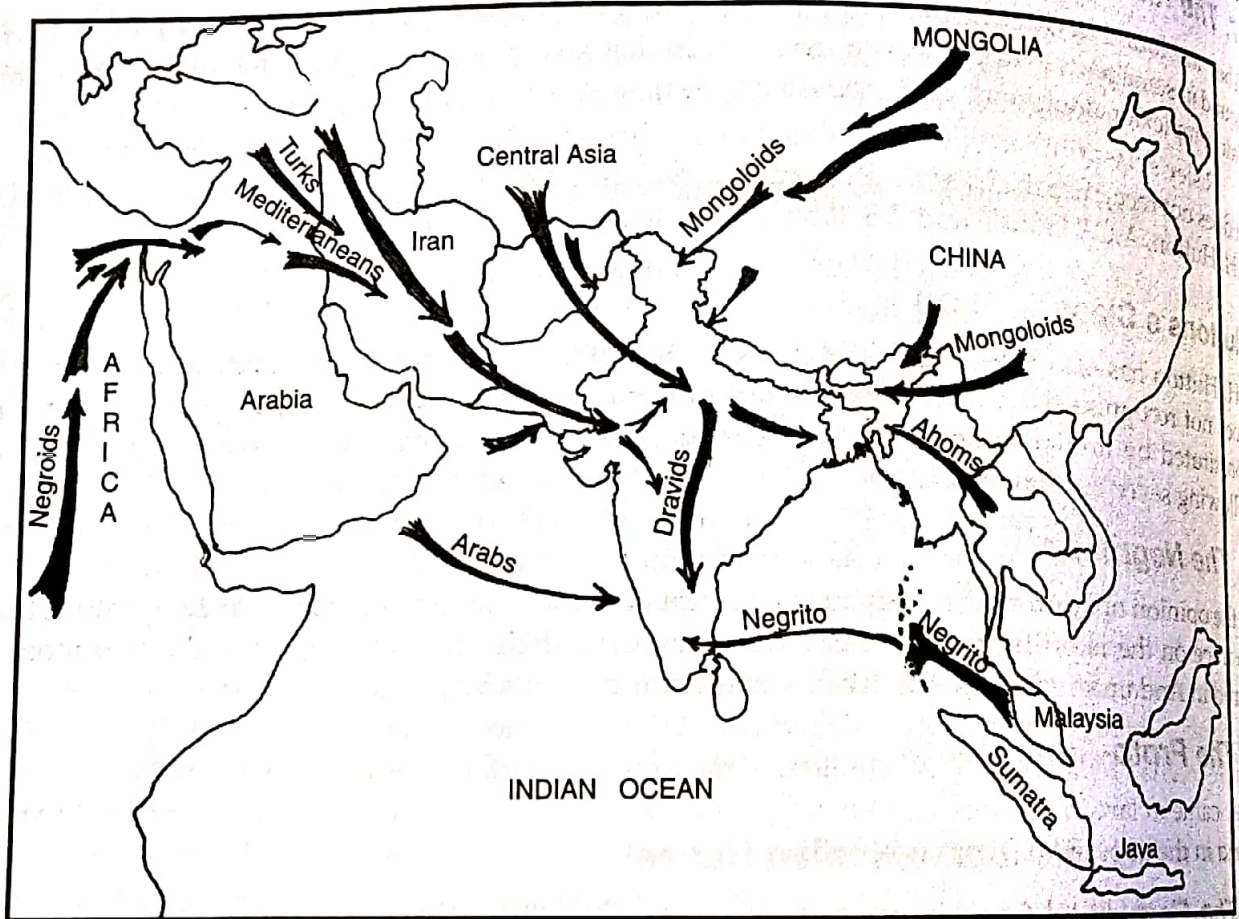 MONGOLIA
Central Asia
Mongoloids
Turks
Mediterraneans
Iran
CHINA
Mongoloids
AFRICA
Negroids
Arabia
Ahoms
Dravids
Arabs
Negrito
Negrito
Malaysia
Sumatra
INDIAN OCEAN
Java